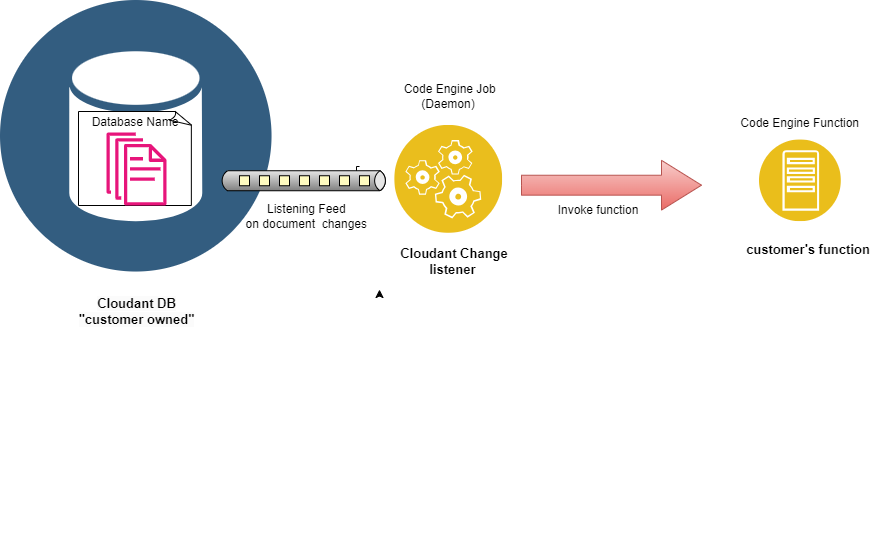 Database Name
Cloudant DB
"customer owned"
Listening Feed
on document changes
Code Engine Job
(Daemon)
Cloudant Change
listener
Invoke function
Code Engine Function
customer's function